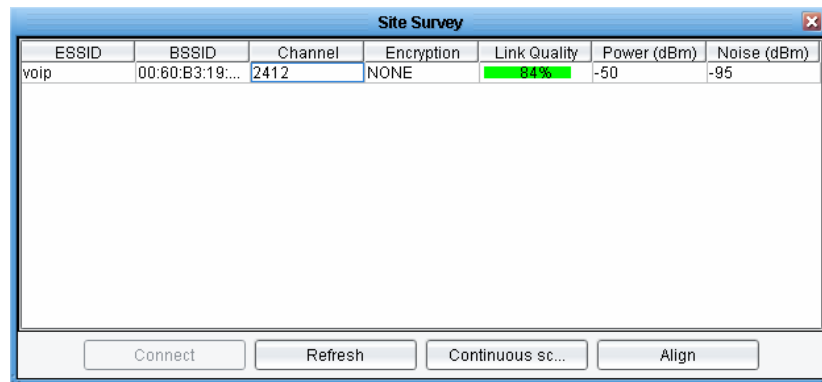 Site Survey
ESSID BSSID Channel Encryption Link Quality Power (dBm) Noise (dBm)
voip 00:60:B3:19:... 2412 NONE 84% -50 -95
Connect Refresh Continuous sc... Align